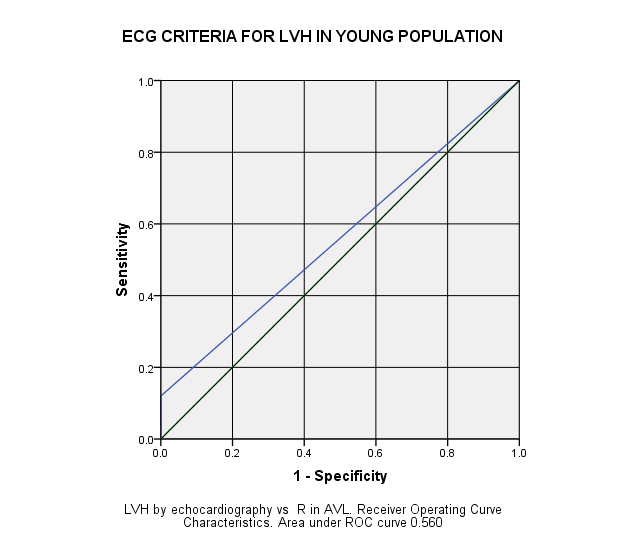 ECG CRITERIA FOR LVH IN YOUNG POPULATION
1.0
0.8
0.6
0.4
0.2
0.0
Sensitivity
0.0 0.2 0.4 0.6 0.8 1.0
1 - Specificity
LVH by echocardiography vs R in AVL. Receiver Operating Curve
Characteristics. Area under ROC curve 0.560